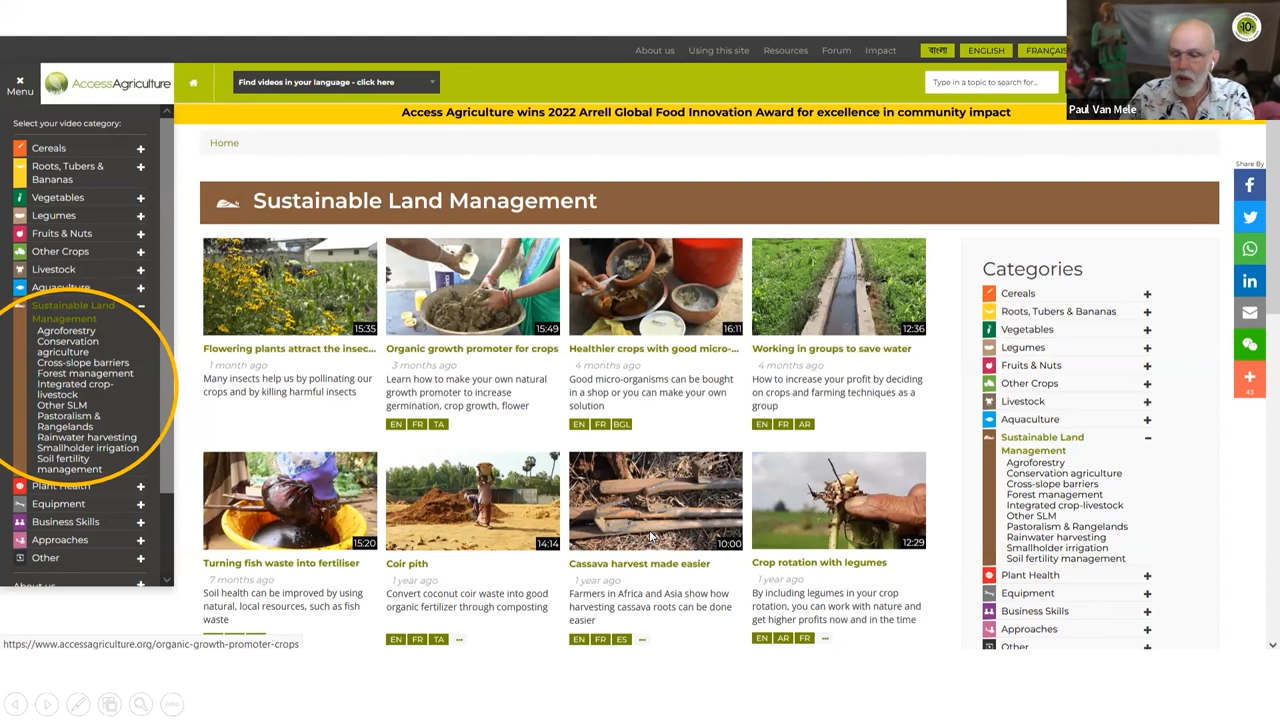 About us Using this site Resources Forum Impact বাংলা ENGLISH FRANÇAIS
Menu
AccessAgriculture
Find videos in your language - click here
Type in a topic to search for...
10
Paul Van Mele
Access Agriculture wins 2022 Arrell Global Food Innovation Award for excellence in community impact
Select your video category:
Cereals
Roots, Tubers &
Bananas
Vegetables
Legumes
Fruits & Nuts
Other Crops
Livestock
Aquaculture
Sustainable Land
Management
Agroforestry
Conservation
agriculture
Cross-slope barriers
Forest management
Integrated crop-
livestock
Other SLM
Pastoralism &
Rangelands
Rainwater harvesting
Smallholder irrigation
Soil fertility
management
Plant Health
Equipment
Business Skills
Approaches
Other
About us
Home
Sustainable Land Management
15:35
Flowering plants attract the insec...
1 month ago
Many insects help us by pollinating our
crops and by killing harmful insects
15:49
Organic growth promoter for crops
3 months ago
Learn how to make your own natural
growth promoter to increase
germination, crop growth, flower
EN FR TA
16:11
Healthier crops with good micro-...
4 months ago
Good micro-organisms can be bought
in a shop or you can make your own
solution
EN FR BGL
12:36
Working in groups to save water
4 months ago
How to increase your profit by deciding
on crops and farming techniques as a
group
EN FR AR
15:20
Turning fish waste into fertiliser
7 months ago
Soil health can be improved by using
natural, local resources, such as fish
waste
14:14
Coir pith
1 year ago
Convert coconut coir waste into good
organic fertilizer through composting
EN FR TA ...
10:00
Cassava harvest made easier
1 year ago
Farmers in Africa and Asia show how
harvesting cassava roots can be done
easier
EN FR ES ...
12:29
Crop rotation with legumes
1 year ago
By including legumes in your crop
rotation, you can work with nature and
get higher profits now and in the time
EN AR FR ...
Categories
Cereals
Roots, Tubers & Bananas
Vegetables
Legumes
Fruits & Nuts
Other Crops
Livestock
Aquaculture
Sustainable Land
Management
Agroforestry
Conservation agriculture
Cross-slope barriers
Forest management
Integrated crop-livestock
Other SLM
Pastoralism & Rangelands
Rainwater harvesting
Smallholder irrigation
Soil fertility management
Plant Health
Equipment
Business Skills
Approaches
Other
Share By
43
https://www.accessagriculture.org/organic-growth-promoter-crops